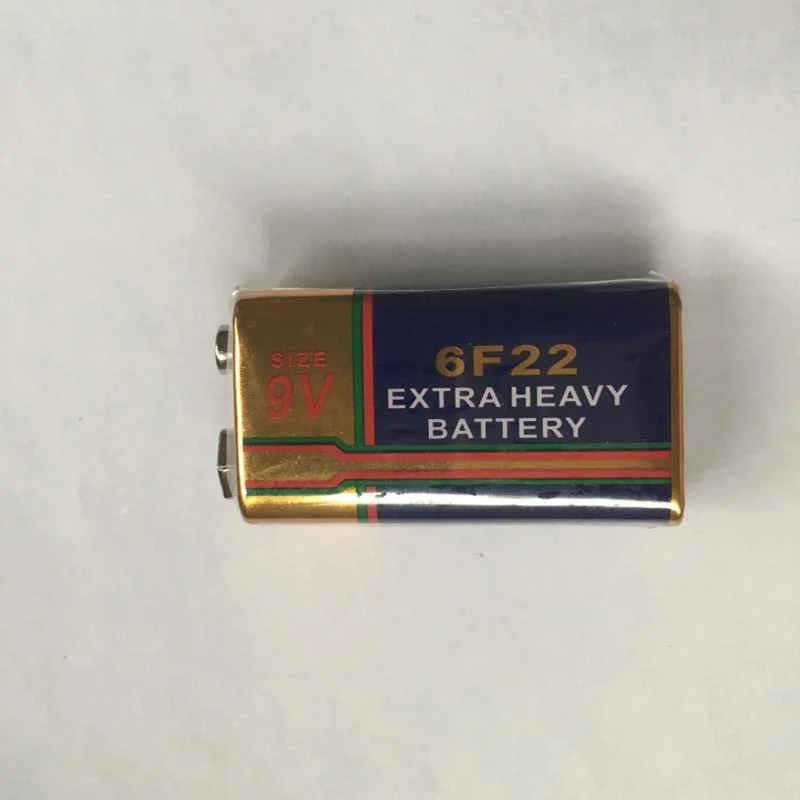 SIZE
9V
6F22
EXTRA HEAVY
BATTERY